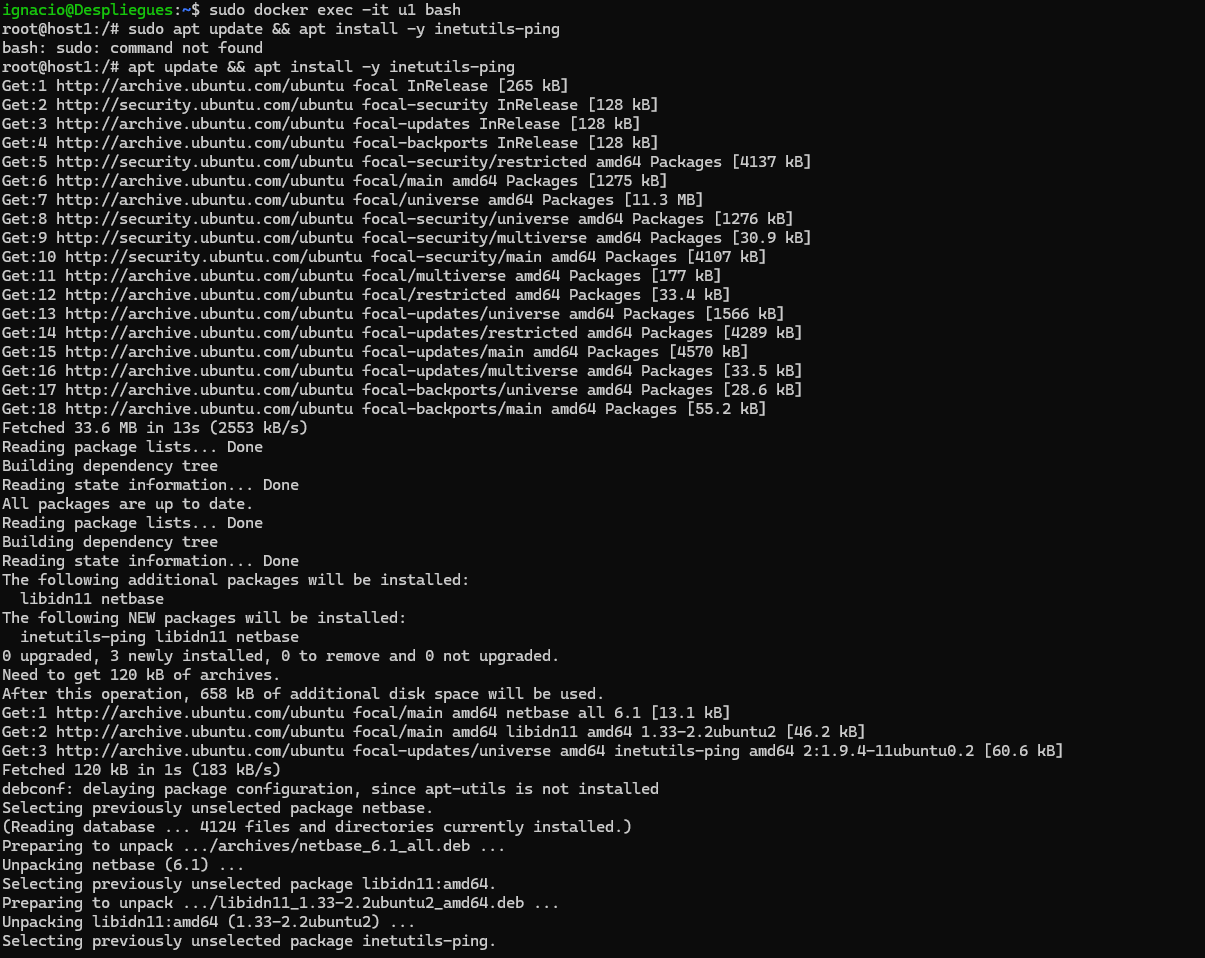 ignacio@Despliegues:~$ sudo docker exec -it u1 bash
root@host1:/# sudo apt update && apt install -y inetutils-ping
bash: sudo: command not found
root@host1:/# apt update && apt install -y inetutils-ping
Get:1 http://archive.ubuntu.com/ubuntu focal InRelease [265 kB]
Get:2 http://security.ubuntu.com/ubuntu focal-security InRelease [128 kB]
Get:3 http://archive.ubuntu.com/ubuntu focal-updates InRelease [128 kB]
Get:4 http://archive.ubuntu.com/ubuntu focal-backports InRelease [128 kB]
Get:5 http://security.ubuntu.com/ubuntu focal-security/restricted amd64 Packages [4137 kB]
Get:6 http://archive.ubuntu.com/ubuntu focal/main amd64 Packages [1275 kB]
Get:7 http://archive.ubuntu.com/ubuntu focal/universe amd64 Packages [11.3 MB]
Get:8 http://security.ubuntu.com/ubuntu focal-security/universe amd64 Packages [1276 kB]
Get:9 http://security.ubuntu.com/ubuntu focal-security/multiverse amd64 Packages [30.9 kB]
Get:10 http://security.ubuntu.com/ubuntu focal-security/main amd64 Packages [4107 kB]
Get:11 http://archive.ubuntu.com/ubuntu focal/multiverse amd64 Packages [177 kB]
Get:12 http://archive.ubuntu.com/ubuntu focal/restricted amd64 Packages [33.4 kB]
Get:13 http://archive.ubuntu.com/ubuntu focal-updates/universe amd64 Packages [1566 kB]
Get:14 http://archive.ubuntu.com/ubuntu focal-updates/restricted amd64 Packages [4289 kB]
Get:15 http://archive.ubuntu.com/ubuntu focal-updates/main amd64 Packages [4570 kB]
Get:16 http://archive.ubuntu.com/ubuntu focal-updates/multiverse amd64 Packages [33.5 kB]
Get:17 http://archive.ubuntu.com/ubuntu focal-backports/universe amd64 Packages [28.6 kB]
Get:18 http://archive.ubuntu.com/ubuntu focal-backports/main amd64 Packages [55.2 kB]
Fetched 33.6 MB in 13s (2553 kB/s)
Reading package lists... Done
Building dependency tree
Reading state information... Done
All packages are up to date.
Reading package lists... Done
Building dependency tree
Reading state information... Done
The following additional packages will be installed:
  libidn11 netbase
The following NEW packages will be installed:
  inetutils-ping libidn11 netbase
0 upgraded, 3 newly installed, 0 to remove and 0 not upgraded.
Need to get 120 kB of archives.
After this operation, 658 kB of additional disk space will be used.
Get:1 http://archive.ubuntu.com/ubuntu focal/main amd64 netbase all 6.1 [13.1 kB]
Get:2 http://archive.ubuntu.com/ubuntu focal/main amd64 libidn11 amd64 1.33-2.2ubuntu2 [46.2 kB]
Get:3 http://archive.ubuntu.com/ubuntu focal-updates/universe amd64 inetutils-ping amd64 2:1.9.4-11ubuntu0.2 [60.6 kB]
Fetched 120 kB in 1s (183 kB/s)
debconf: delaying package configuration, since apt-utils is not installed
Selecting previously unselected package netbase.
(Reading database ... 4124 files and directories currently installed.)
Preparing to unpack .../archives/netbase_6.1_all.deb ...
Unpacking netbase (6.1) ...
Selecting previously unselected package libidn11:amd64.
Preparing to unpack .../libidn11_1.33-2.2ubuntu2_amd64.deb ...
Unpacking libidn11:amd64 (1.33-2.2ubuntu2) ...
Selecting previously unselected package inetutils-ping.